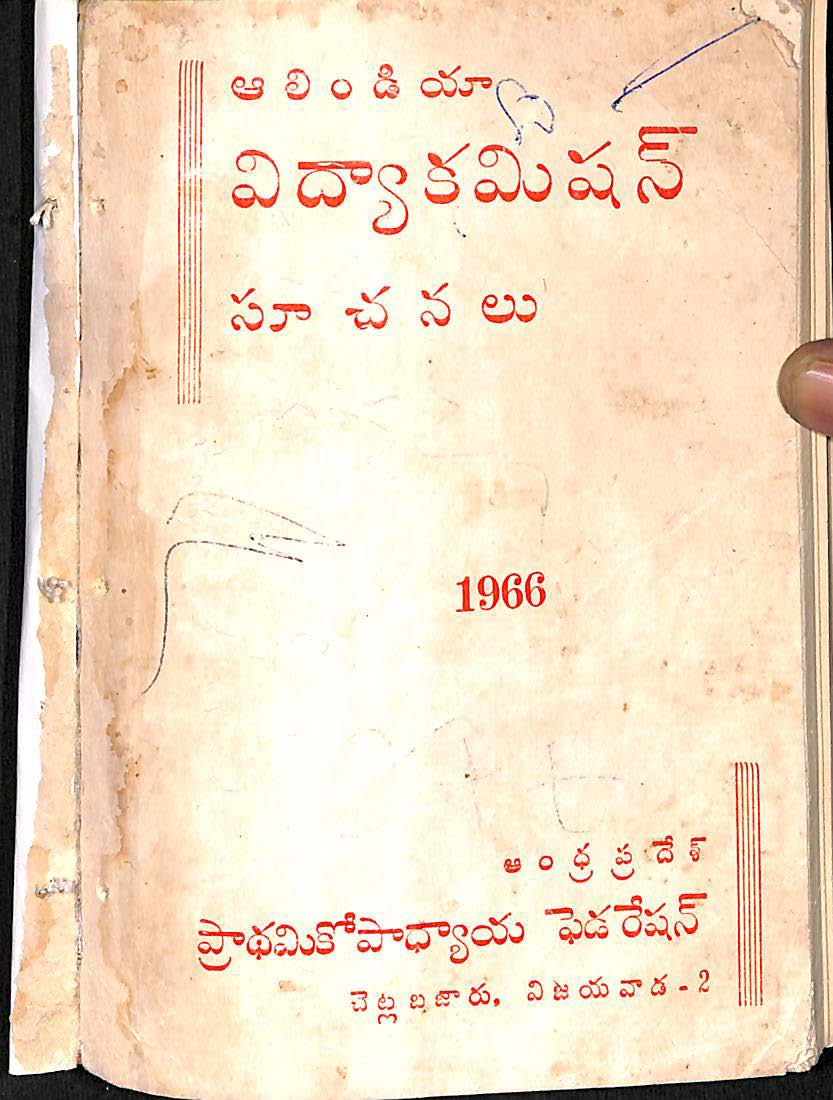 ఆలిండియా
విద్యాకమిషన్
సూచనలు
1966
ఆంధ్రప్రదేశ్
ప్రాథమికోపాధ్యాయ ఫెడరేషన్
చెట్లబజారు, విజయవాడ - 2